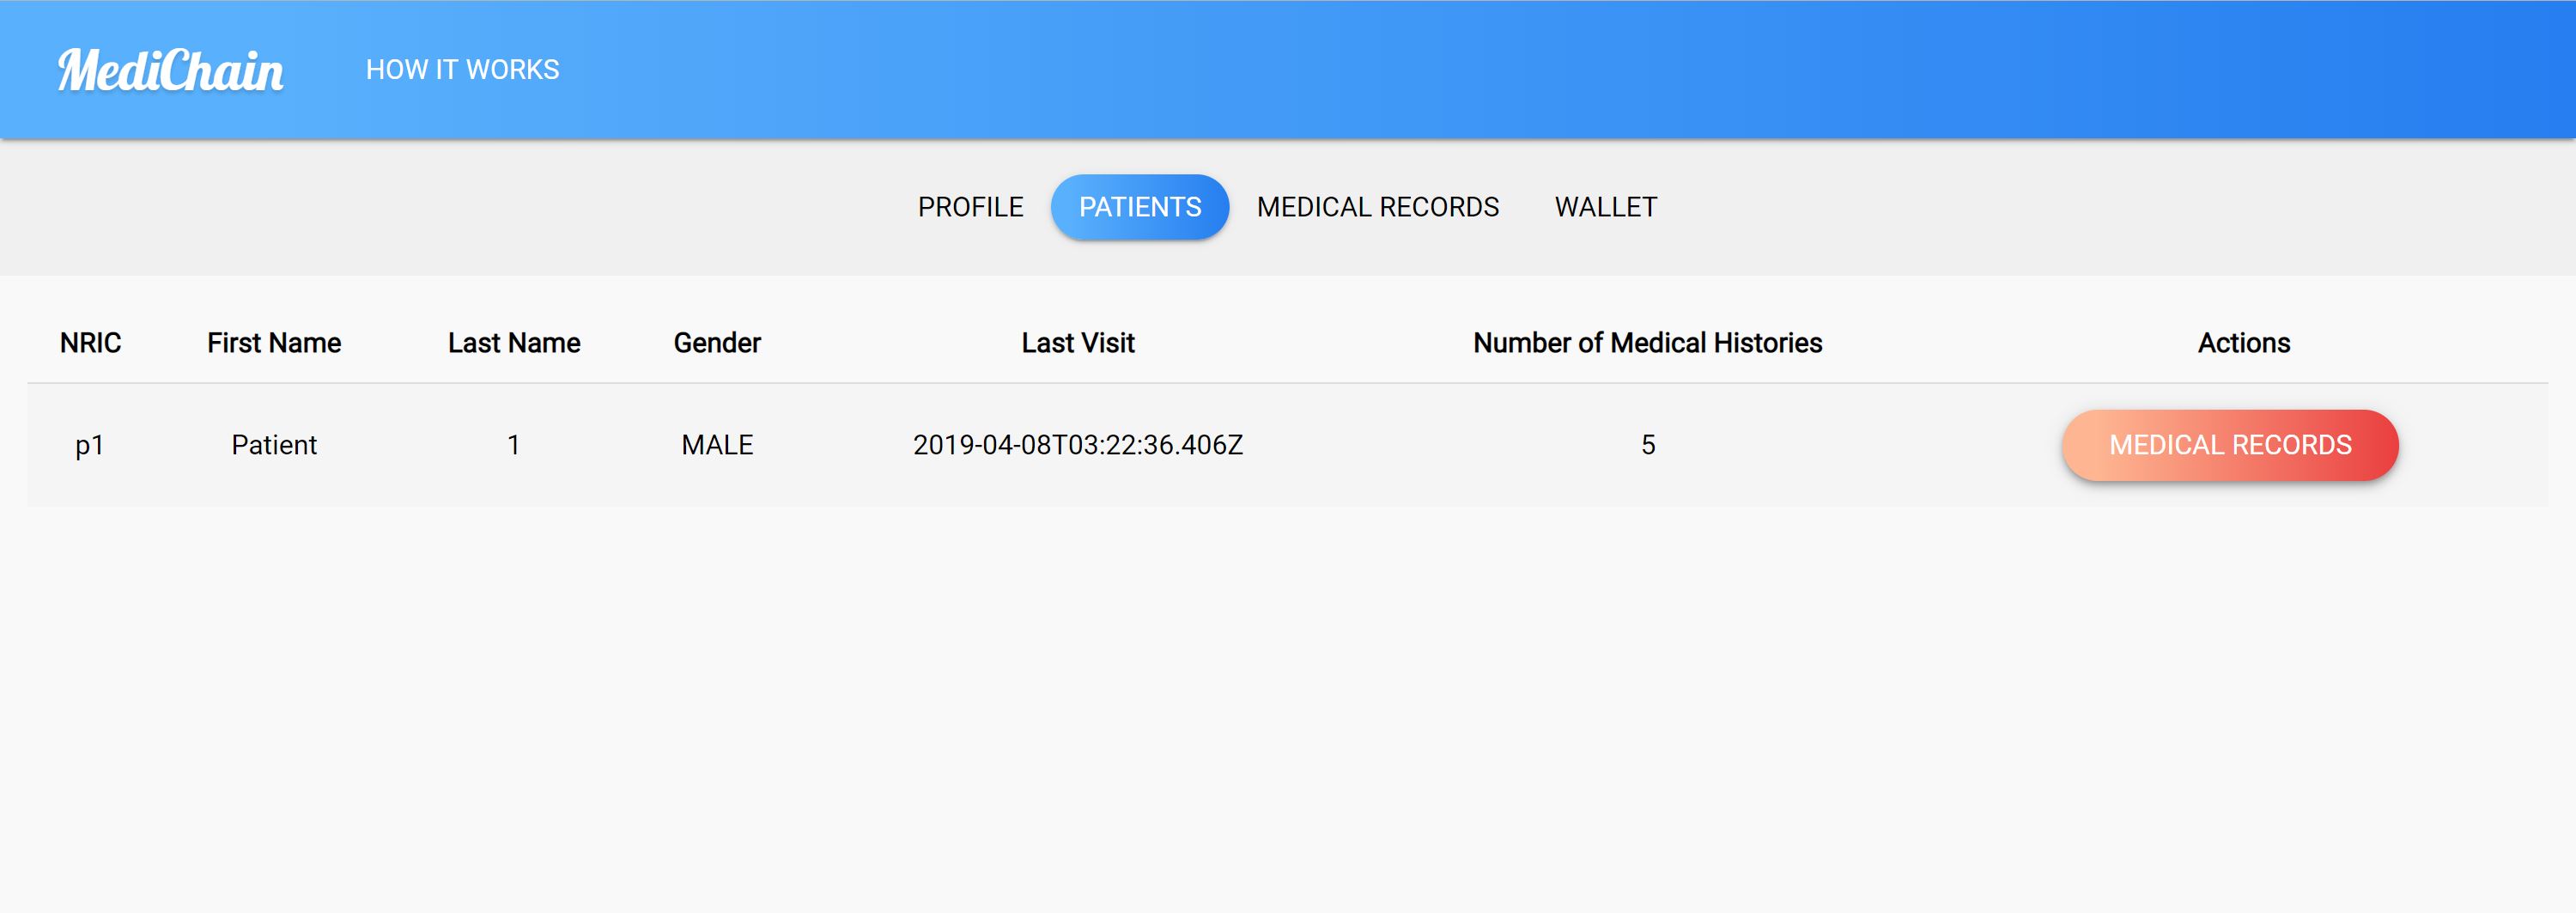 MediChain HOW IT WORKS
PROFILE PATIENTS MEDICAL RECORDS WALLET
NRIC First Name Last Name Gender Last Visit Number of Medical Histories Actions
p1 Patient 1 MALE 2019-04-08T03:22:36.406Z 5 MEDICAL RECORDS